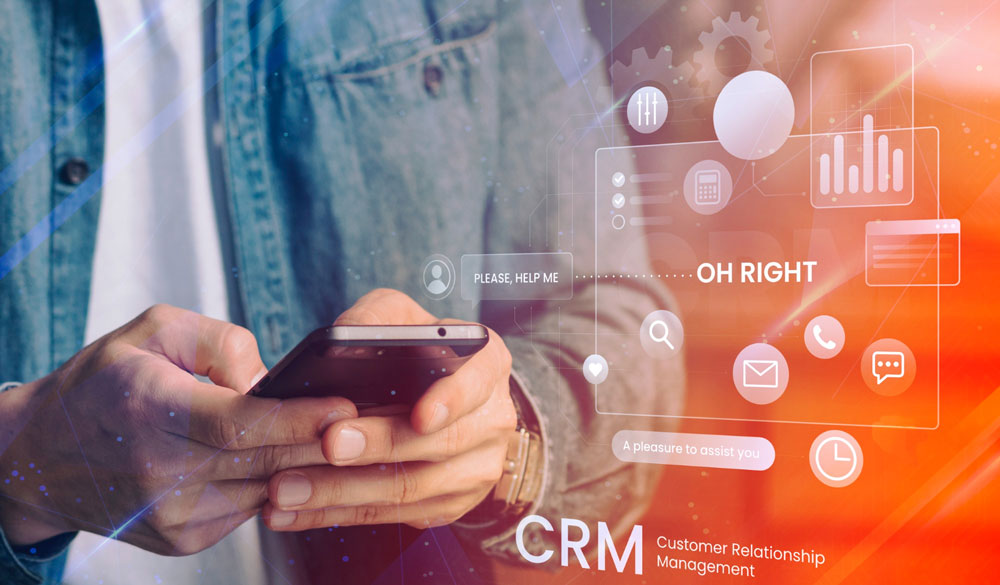 PLEASE, HELP ME
OH RIGHT
A pleasure to assist you
CRM
Customer Relationship
Management